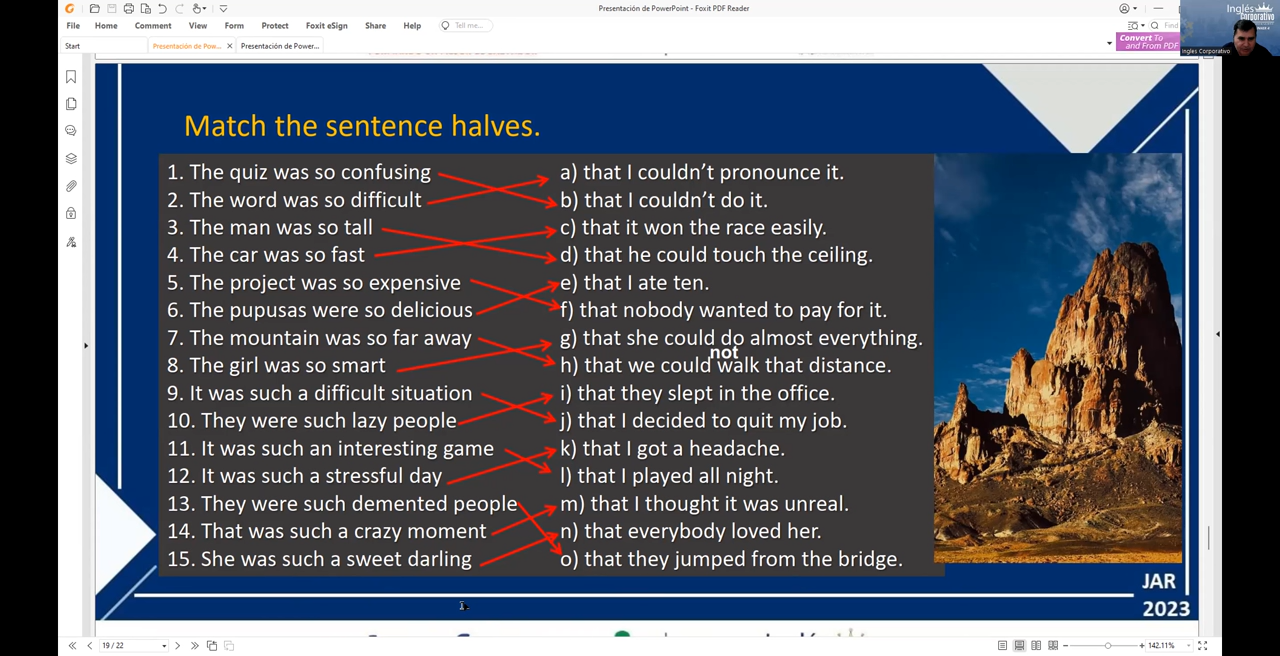 Presentación de PowerPoint - Foxit PDF Reader
File Home Comment View Form Protect Foxit eSign Share Help Tell me... Find
Start Presentación de Pow... Presentación de Power...
Convert To
and From PDF
Inglés
Corporativo
Ingles Corporativo
Match the sentence halves.
1. The quiz was so confusing
2. The word was so difficult
3. The man was so tall
4. The car was so fast
5. The project was so expensive
6. The pupusas were so delicious
7. The mountain was so far away
8. The girl was so smart
9. It was such a difficult situation
10. They were such lazy people
11. It was such an interesting game
12. It was such a stressful day
13. They were such demented people
14. That was such a crazy moment
15. She was such a sweet darling
a) that I couldn't pronounce it.
b) that I couldn't do it.
c) that it won the race easily.
d) that he could touch the ceiling.
e) that I ate ten.
f) that nobody wanted to pay for it.
g) that she could do almost everything.
not
h) that we could walk that distance.
i) that they slept in the office.
j) that I decided to quit my job.
k) that I got a headache.
l) that I played all night.
m) that I thought it was unreal.
n) that everybody loved her.
o) that they jumped from the bridge.
JAR
2023
19 / 22
142.11%